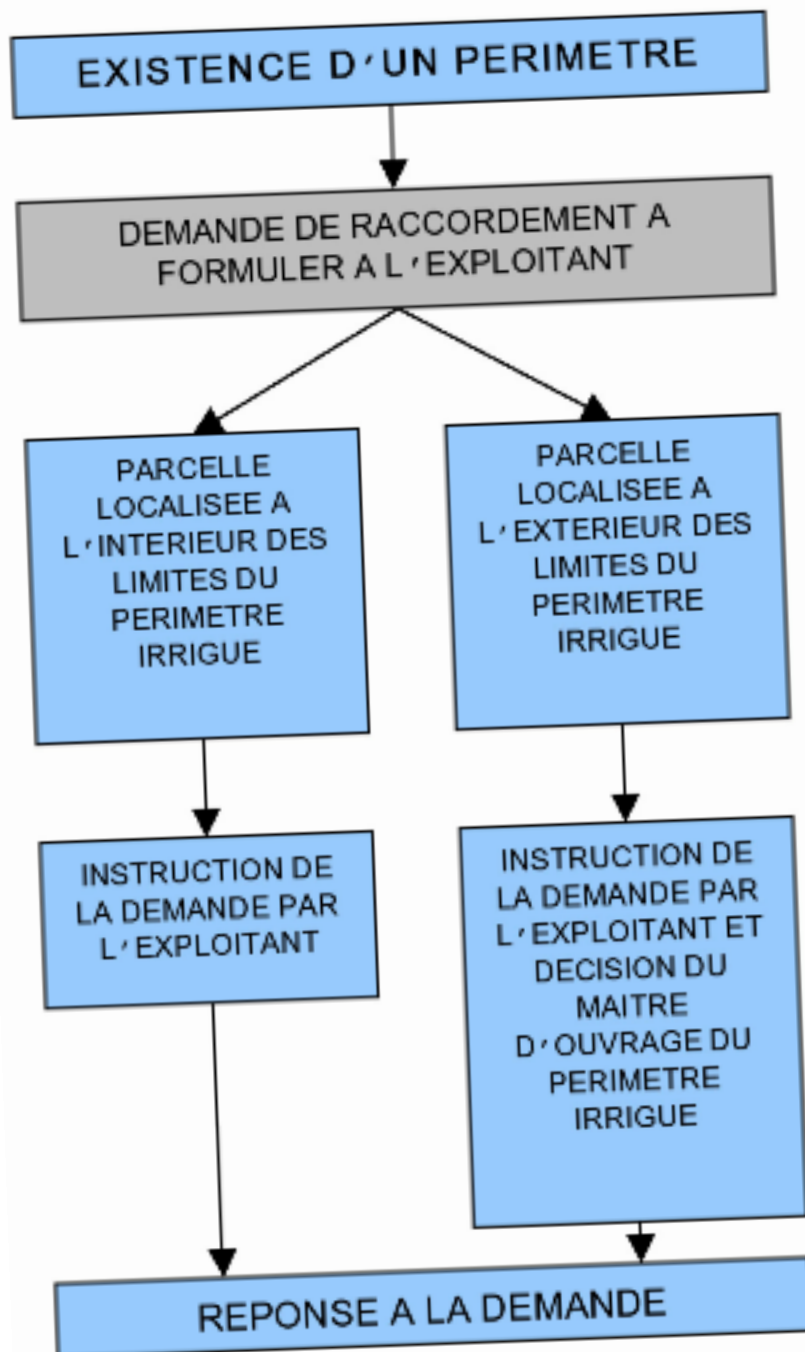 EXISTENCE D'UN PERIMETRE
DEMANDE DE RACCORDEMENT A
FORMULER A L'EXPLOITANT
PARCELLE
LOCALISEE A
L'INTERIEUR DES
LIMITES DU
PERIMETRE
IRRIGUE
PARCELLE
LOCALISEE A
L'EXTERIEUR DES
LIMITES DU
PERIMETRE
IRRIGUE
INSTRUCTION DE
LA DEMANDE PAR
L'EXPLOITANT
INSTRUCTION DE
LA DEMANDE PAR
L'EXPLOITANT ET
DECISION DU
MAITRE
D'OUVRAGE DU
PERIMETRE
IRRIGUE
REPONSE A LA DEMANDE